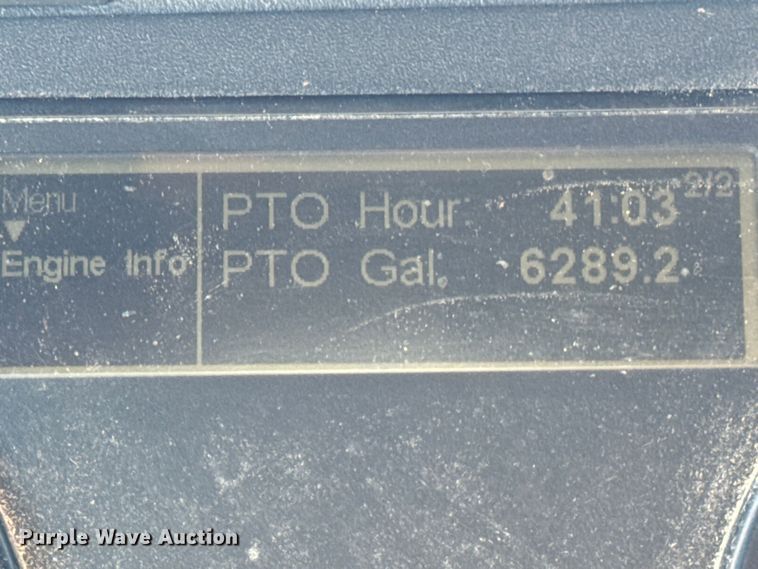 Menu
Engine Info
2/2
PTO Hour: 41:03
PTO Gal: 6289.2
Purple Wave Auction